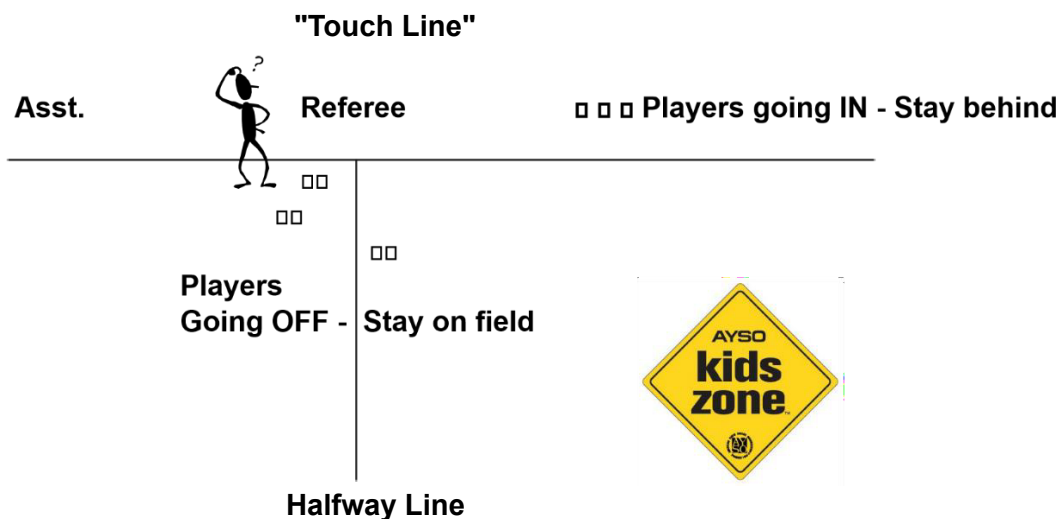 "Touch Line"
?
Asst. Referee ▯▯▯ Players going IN - Stay behind
▯▯
▯▯
▯▯
Players
Going OFF - Stay on field
AYSO
kids
zone
Halfway Line